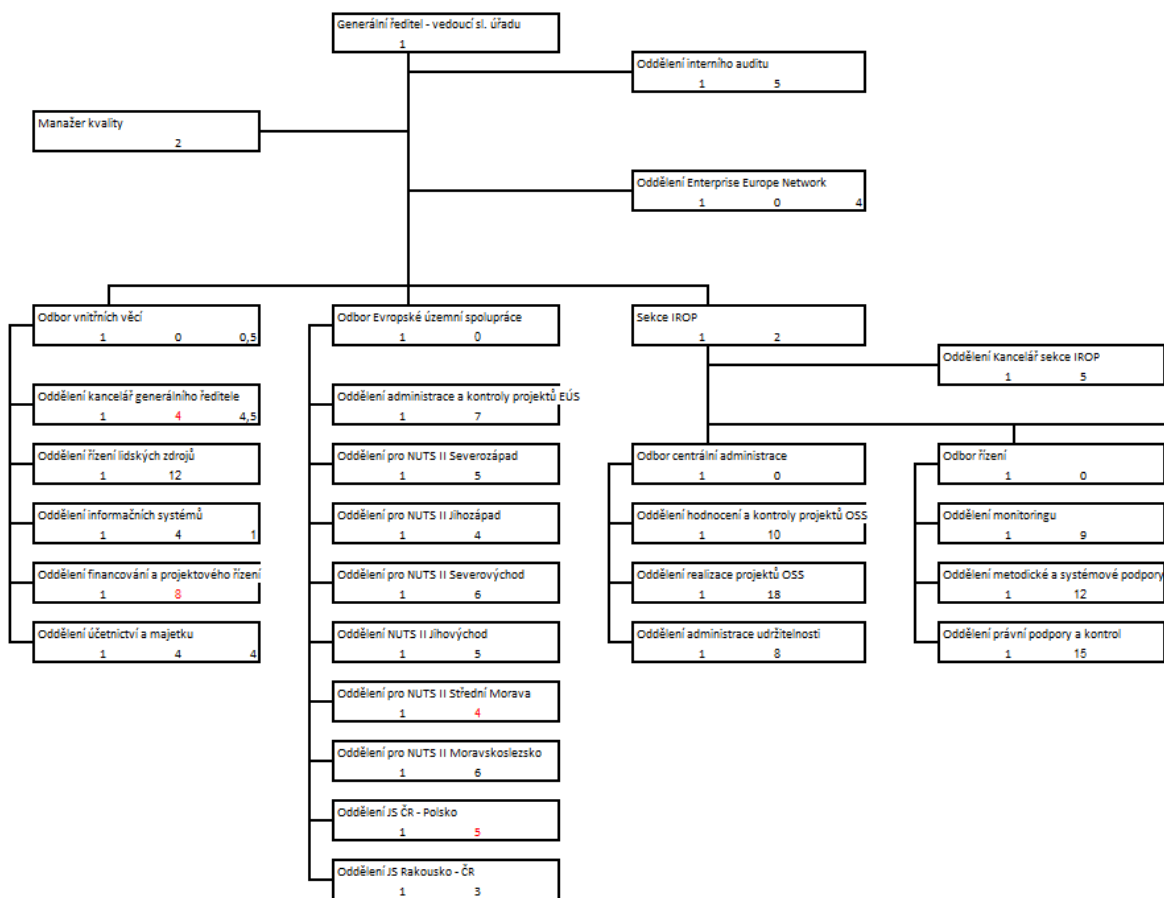 Generální ředitel - vedoucí sl. úřadu
1
Oddělení interního auditu
1 5
Manažer kvality
2
Oddělení Enterprise Europe Network
1 0 4
Odbor vnitřních věcí
1 0 0,5
Oddělení kancelář generálního ředitele
1 4 4,5
Oddělení řízení lidských zdrojů
1 12
Oddělení informačních systémů
1 4 1
Oddělení financování a projektového řízení
1 8
Oddělení účetnictví a majetku
1 4 4
Odbor Evropské územní spolupráce
1 0
Oddělení administrace a kontroly projektů EÚS
1 7
Oddělení pro NUTS II Severozápad
1 5
Oddělení pro NUTS II Jihozápad
1 4
Oddělení pro NUTS II Severovýchod
1 6
Oddělení NUTS II Jihovýchod
1 5
Oddělení pro NUTS II Střední Morava
1 4
Oddělení pro NUTS II Moravskoslezsko
1 6
Oddělení JS ČR - Polsko
1 5
Oddělení JS Rakousko - ČR
1 3
Sekce IROP
1 2
Oddělení Kancelář sekce IROP
1 5
Odbor centrální administrace
1 0
Oddělení hodnocení a kontroly projektů OSS
1 10
Oddělení realizace projektů OSS
1 18
Oddělení administrace udržitelnosti
1 8
Odbor řízení
1 0
Oddělení monitoringu
1 9
Oddělení metodické a systémové podpory
1 12
Oddělení právní podpory a kontrol
1 15